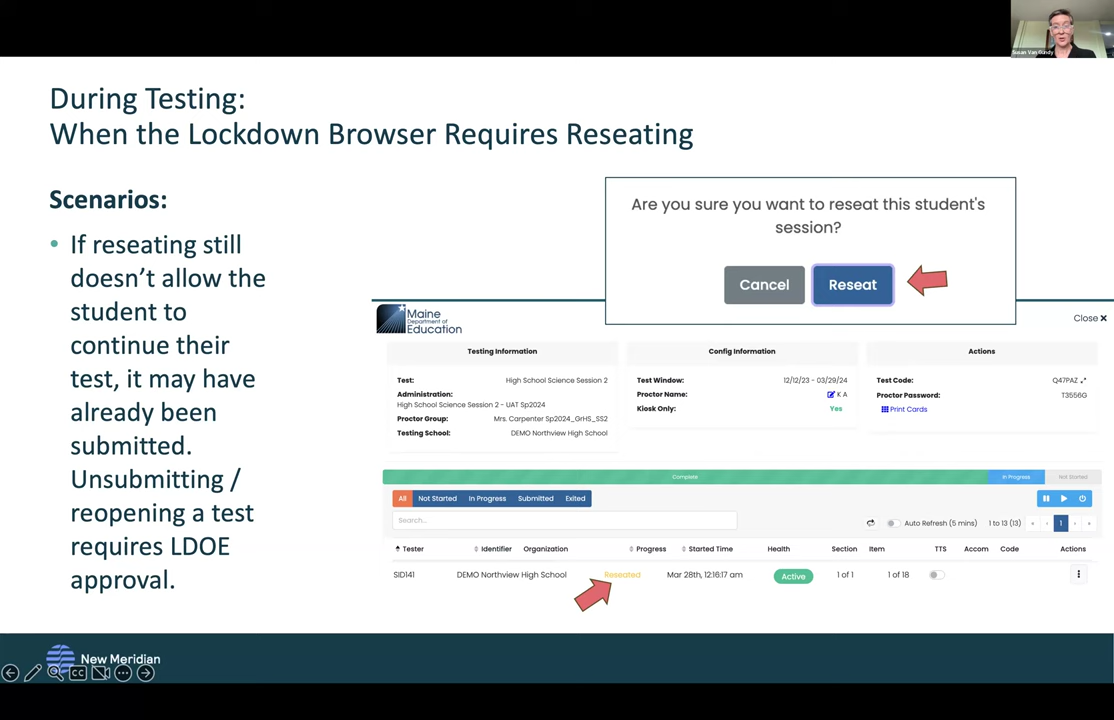 Susan Van Gundy
During Testing:
When the Lockdown Browser Requires Reseating
Scenarios:
• If reseating still
doesn't allow the
student to
continue their
test, it may have
already been
submitted.
Unsubmitting /
reopening a test
requires LDOE
approval.
Are you sure you want to reseat this student's
session?
Cancel Reseat
Close ×
Maine
Department of
Education
Testing Information Config Information Actions
Test: High School Science Session 2 Test Window: 12/12/23 - 03/29/24 Test Code: Q47PAZ
Administration: Proctor Name: K A Proctor Password: T3556G
High School Science Session 2 - UAT Sp2024 Kiosk Only: Yes Print Cards
Proctor Group: Mrs. Carpenter Sp2024_GrHS_SS2
Testing School: DEMO Northview High School
Complete In Progress Not Started
All Not Started In Progress Submitted Exited
Search... Auto Refresh (5 mins) 1 to 13 (13) « ‹ 1 › »
Tester Identifier Organization Progress Started Time Health Section Item TTS Accom Code Actions
SID141 DEMO Northview High School Reseated Mar 28th, 12:16:17 am Active 1 of 1 1 of 18
New Meridian
CC